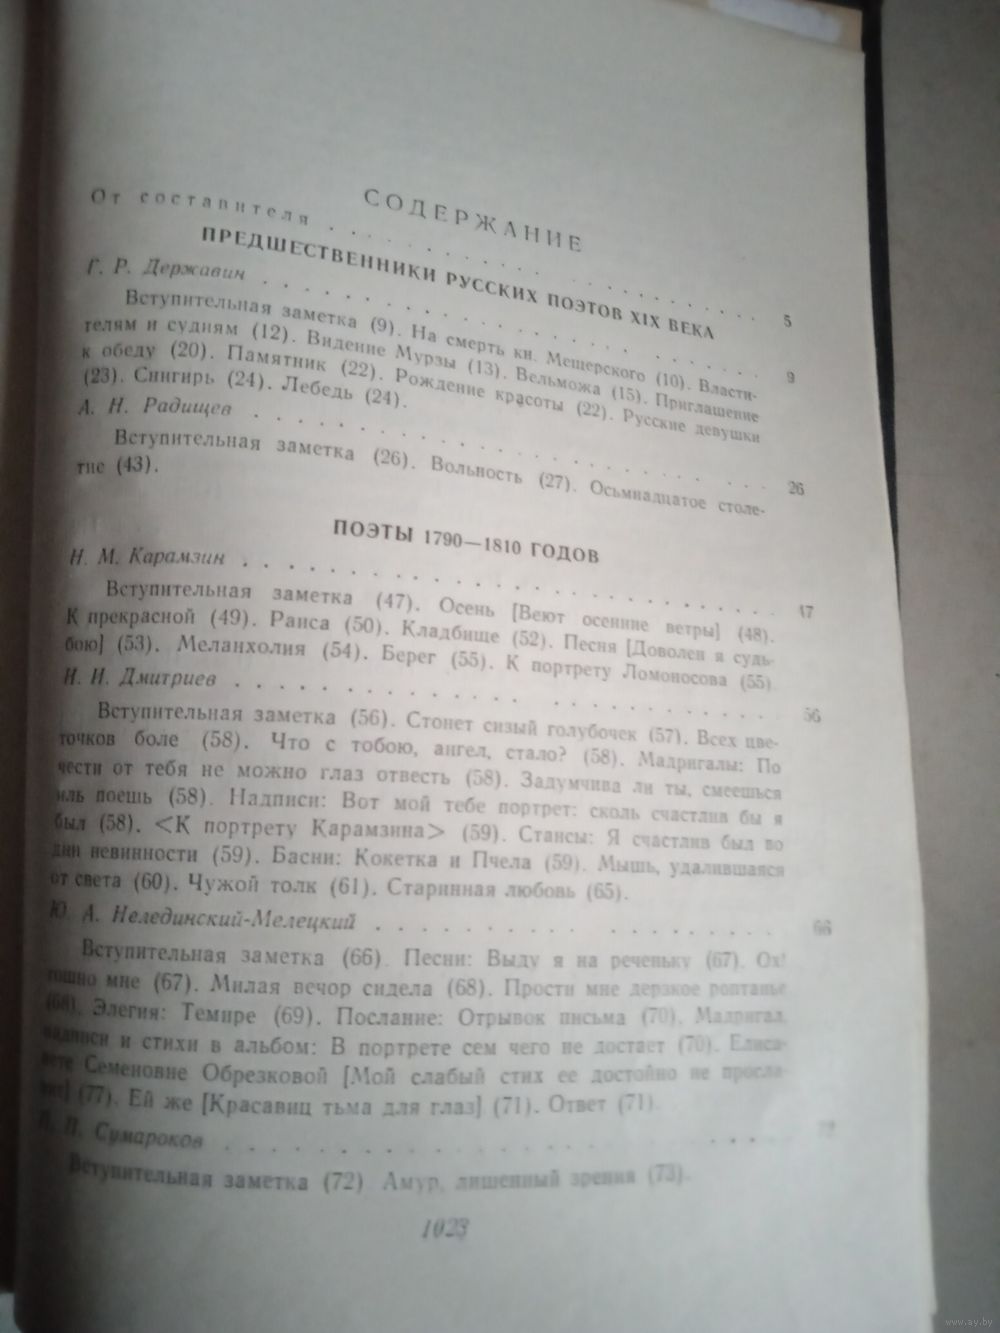 СОДЕРЖАНИЕ
От составителя . . . . . . . . . . . . . . . . 5
ПРЕДШЕСТВЕННИКИ РУССКИХ ПОЭТОВ XIX ВЕКА
Г. Р. Державин . . . . . . . . . . . . . . . . 9
Вступительная заметка (9). На смерть кн. Мещерского (10). Власти-
телям и судиям (12). Видение Мурзы (13). Вельможа (15). Приглашение
к обеду (20). Памятник (22). Рождение красоты (22). Русские девушки
(23). Снигирь (24). Лебедь (24).
А. Н. Радищев . . . . . . . . . . . . . . . . 26
Вступительная заметка (26). Вольность (27). Осьмнадцатое столе-
тие (43).
ПОЭТЫ 1790—1810 ГОДОВ
Н. М. Карамзин . . . . . . . . . . . . . . . . 47
Вступительная заметка (47). Осень [Веют осенние ветры] (48).
К прекрасной (49). Раиса (50). Кладбище (52). Песня [Доволен я судь-
бою] (53). Меланхолия (54). Берег (55). К портрету Ломоносова (55)
И. И. Дмитриев . . . . . . . . . . . . . . . . 56
Вступительная заметка (56). Стонет сизый голубочек (57). Всех цве-
точков боле (58). Что с тобою, ангел, стало? (58). Мадригалы: По
чести от тебя не можно глаз отвесть (58). Задумчива ли ты, смеешься
иль поешь (58). Надписи: Вот мой тебе портрет: сколь счастлив бы я
был (58). <К портрету Карамзина> (59). Стансы: Я счастлив был во
дни невинности (59). Басни: Кокетка и Пчела (59). Мышь, удалившаяся
от света (60). Чужой толк (61). Старинная любовь (65).
Ю. А. Нелединский-Мелецкий . . . . . . . . . . . . . . . . 66
Вступительная заметка (66). Песни: Выду я на реченьку (67). Ох!
тошно мне (67). Милая вечор сидела (68). Прости мне дерзкое роптанье
(68). Элегия: Темире (69). Послание: Отрывок письма (70). Мадригал,
надписи и стихи в альбом: В портрете сем чего не достает (70). Елиса-
вете Семеновне Обрезковой [Мой слабый стих ее достойно не просла-
вит] (77). Ей же [Красавиц тьма для глаз] (71). Ответ (71).
П. П. Сумароков . . . . . . . . . . . . . . . . 72
Вступительная заметка (72) Амур, лишенный зрения (73).
1023
www.ay.by